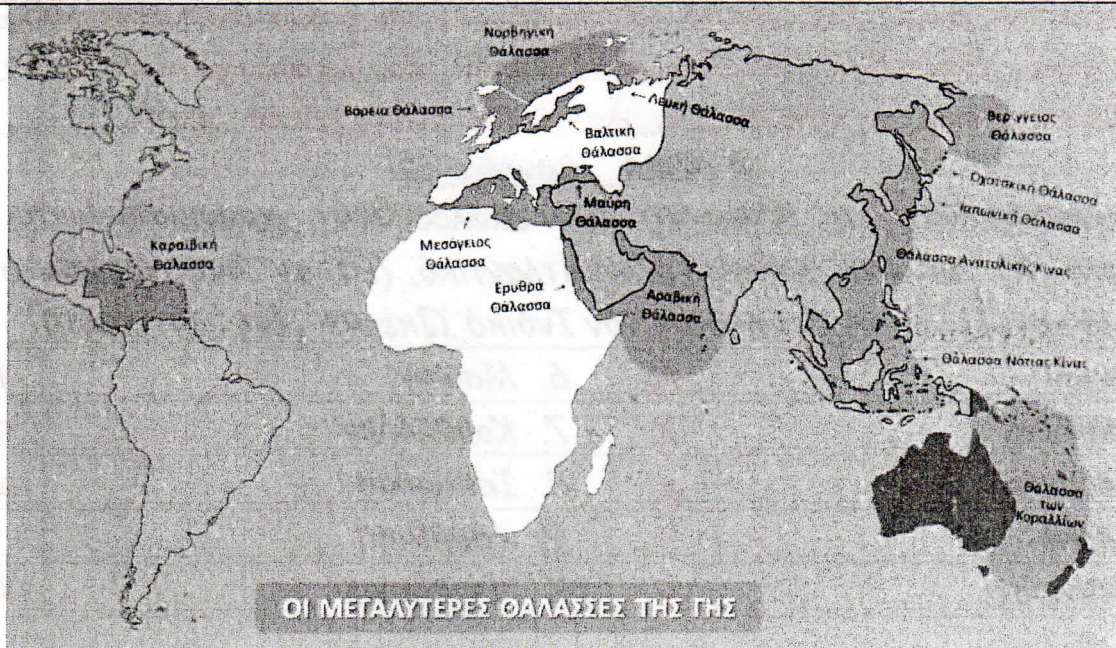 Νορβηγική
Θάλασσα
Βόρεια Θάλασσα
Λευκή Θάλασσα
Βαλτική
Θάλασσα
Βερίγγειος
Θάλασσα
Οχοτσκική Θάλασσα
Ιαπωνική Θάλασσα
Μαύρη
Θάλασσα
Καραϊβική
Θάλασσα
Μεσόγειος
Θάλασσα
Θάλασσα Ανατολικής Κίνας
Ερυθρά
Θάλασσα
Αραβική
Θάλασσα
Θάλασσα Νότιας Κίνας
Θάλασσα
των
Κοραλλίων
ΟΙ ΜΕΓΑΛΥΤΕΡΕΣ ΘΑΛΑΣΣΕΣ ΤΗΣ ΓΗΣ